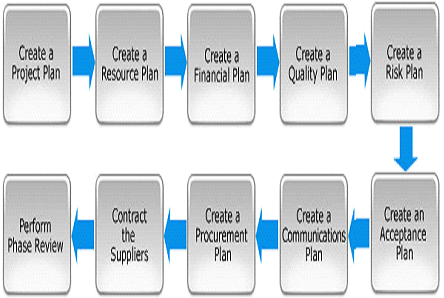 Create a
Project Plan
Create a
Resource Plan
Create a
Financial Plan
Create a
Quality Plan
Create a
Risk Plan
Create an
Acceptance
Plan
Create a
Communications
Plan
Create a
Procurement
Plan
Contract
the
Suppliers
Perform
Phase Review